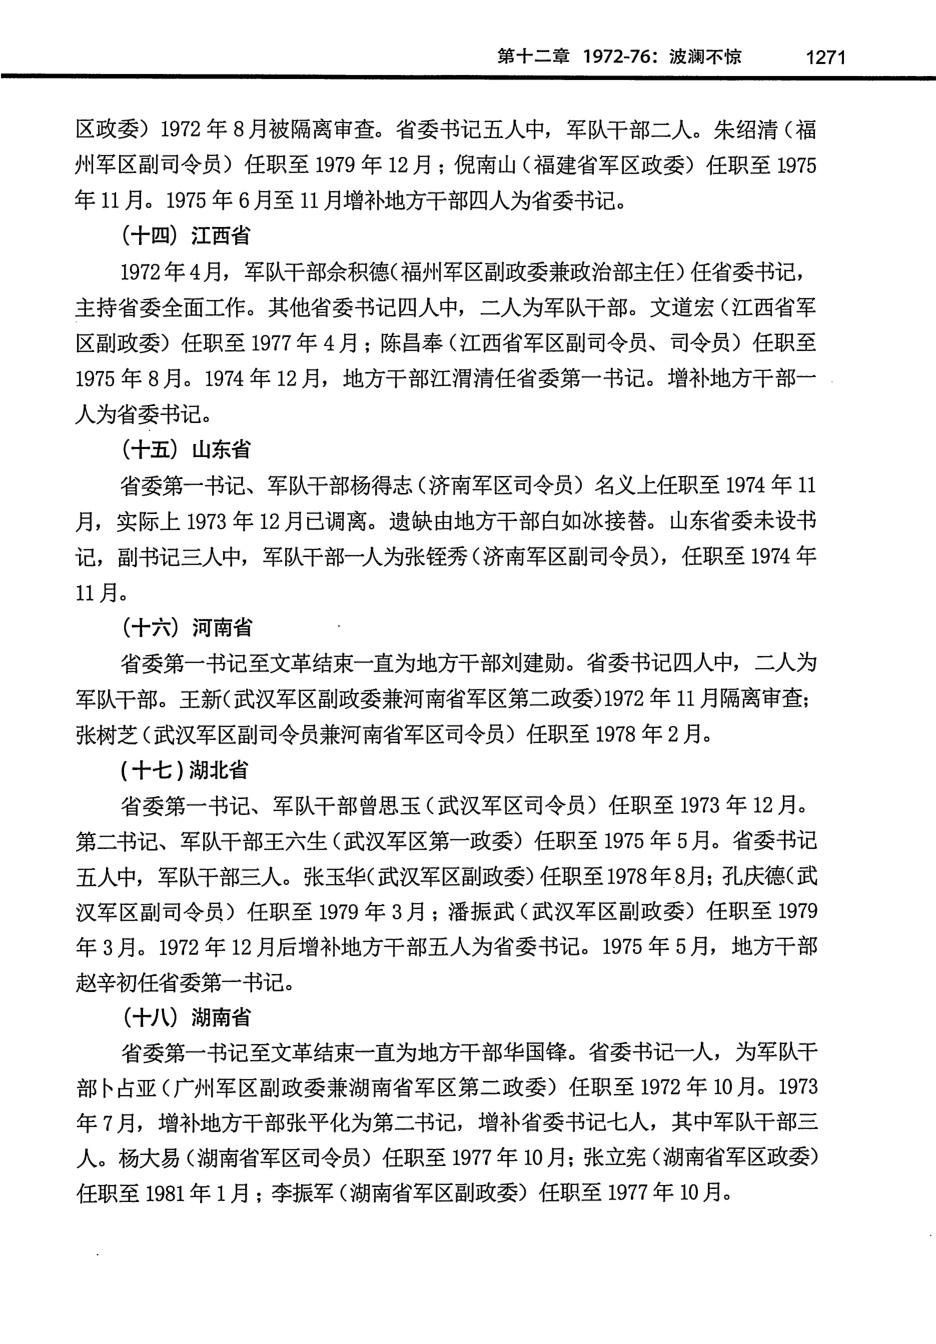 第十二章 1972-76：波澜不惊 1271
区政委）1972 年 8 月被隔离审查。省委书记五人中，军队干部二人。朱绍清（福
州军区副司令员）任职至 1979 年 12 月；倪南山（福建省军区政委）任职至 1975
年 11 月。1975 年 6 月至 11 月增补地方干部四人为省委书记。
（十四）江西省
1972 年 4 月，军队干部佘积德（福州军区副政委兼政治部主任）任省委书记，
主持省委全面工作。其他省委书记四人中，二人为军队干部。文道宏（江西省军
区副政委）任职至 1977 年 4 月；陈昌奉（江西省军区副司令员、司令员）任职至
1975 年 8 月。1974 年 12 月，地方干部江渭清任省委第一书记。增补地方干部一
人为省委书记。
（十五）山东省
省委第一书记、军队干部杨得志（济南军区司令员）名义上任职至 1974 年 11
月，实际上 1973 年 12 月已调离。遗缺由地方干部白如冰接替。山东省委未设书
记，副书记三人中，军队干部一人为张铚秀（济南军区副司令员），任职至 1974 年
11 月。
（十六）河南省
省委第一书记至文革结束一直为地方干部刘建勋。省委书记四人中，二人为
军队干部。王新（武汉军区副政委兼河南省军区第二政委）1972 年 11 月隔离审查；
张树芝（武汉军区副司令员兼河南省军区司令员）任职至 1978 年 2 月。
（十七）湖北省
省委第一书记、军队干部曾思玉（武汉军区司令员）任职至 1973 年 12 月。
第二书记、军队干部王六生（武汉军区第一政委）任职至 1975 年 5 月。省委书记
五人中，军队干部三人。张玉华（武汉军区副政委）任职至 1978 年 8 月；孔庆德（武
汉军区副司令员）任职至 1979 年 3 月；潘振武（武汉军区副政委）任职至 1979
年 3 月。1972 年 12 月后增补地方干部五人为省委书记。1975 年 5 月，地方干部
赵辛初任省委第一书记。
（十八）湖南省
省委第一书记至文革结束一直为地方干部华国锋。省委书记一人，为军队干
部卜占亚（广州军区副政委兼湖南省军区第二政委）任职至 1972 年 10 月。1973
年 7 月，增补地方干部张平化为第二书记，增补省委书记七人，其中军队干部三
人。杨大易（湖南省军区司令员）任职至 1977 年 10 月；张立宪（湖南省军区政委）
任职至 1981 年 1 月；李振军（湖南省军区副政委）任职至 1977 年 10 月。